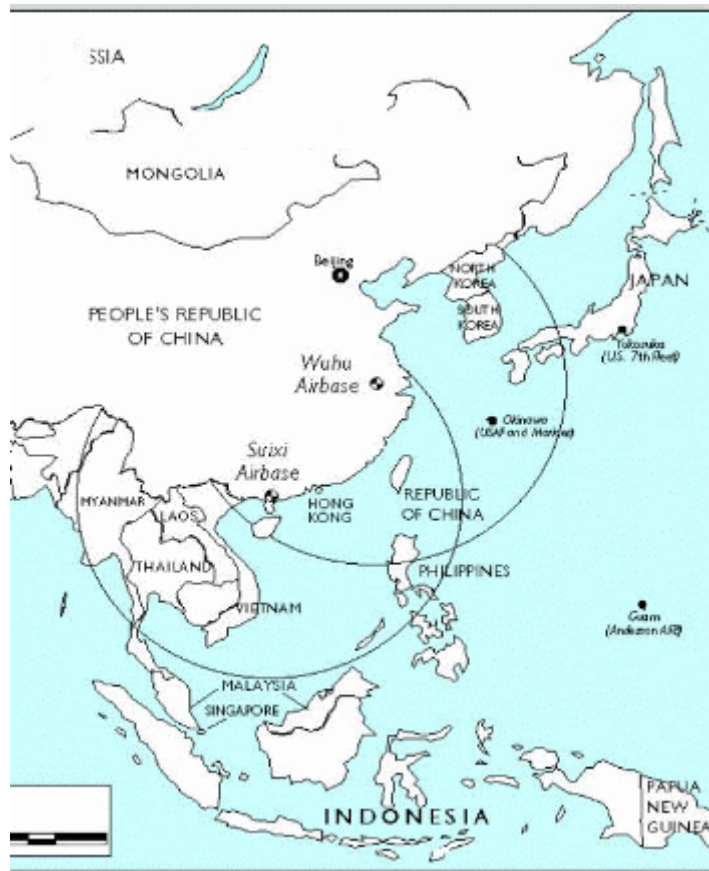 SSIA
MONGOLIA
Beijing
NORTH
KOREA
JAPAN
PEOPLE'S REPUBLIC
OF CHINA
SOUTH
KOREA
Yokosuka
(U.S. 7th Fleet)
Wuhu
Airbase
Okinawa
(USAF and Marines)
Suixi
Airbase
MYANMAR
LAOS
HONG
KONG
REPUBLIC
OF CHINA
THAILAND
PHILIPPINES
VIETNAM
Guam
(Anderson AFB)
MALAYSIA
SINGAPORE
INDONESIA
PAPUA
NEW
GUINEA